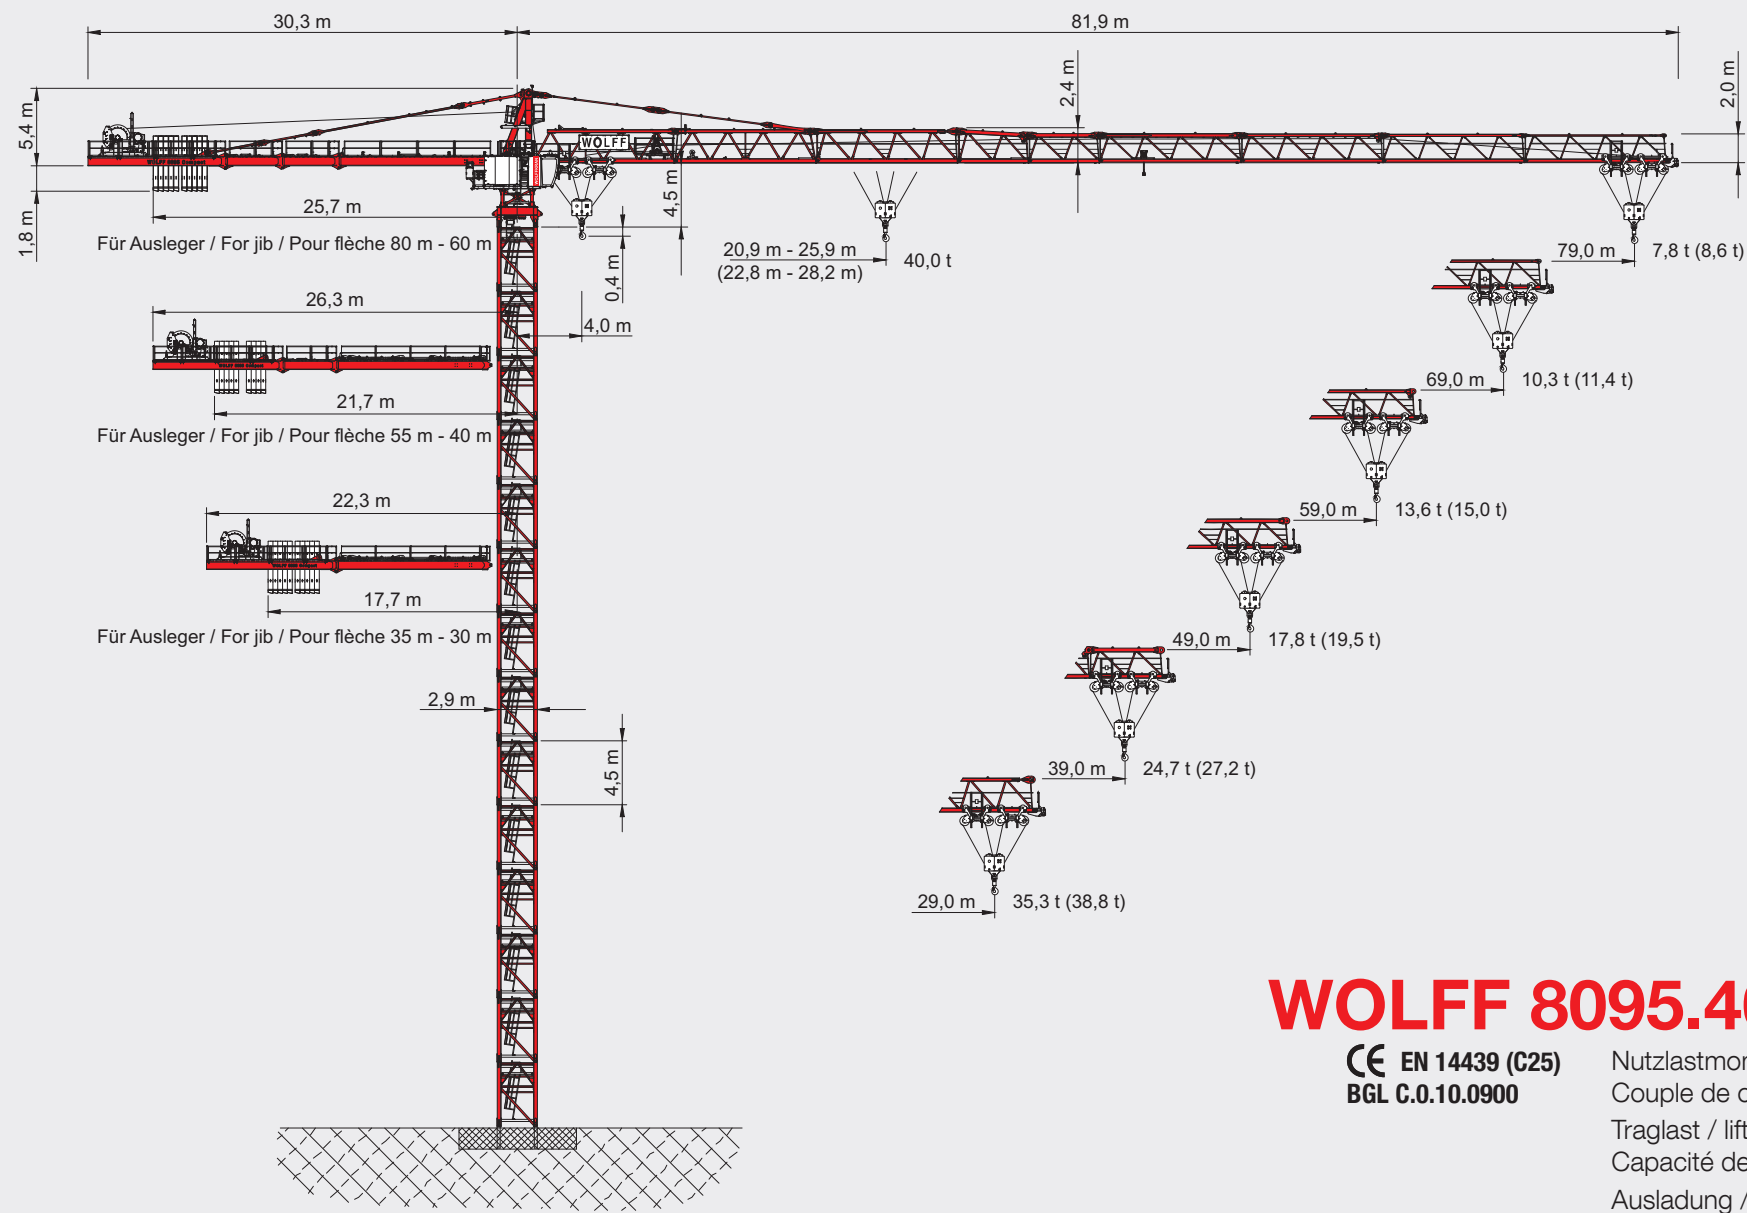 30,3 m
81,9 m
5,4 m
2,4 m
2,0 m
WOLFF
1,8 m
25,7 m
4,5 m
Für Ausleger / For jib / Pour flèche 80 m - 60 m
20,9 m - 25,9 m
(22,8 m - 28,2 m)
40,0 t
79,0 m
7,8 t (8,6 t)
0,4 m
26,3 m
4,0 m
69,0 m
10,3 t (11,4 t)
21,7 m
Für Ausleger / For jib / Pour flèche 55 m - 40 m
22,3 m
59,0 m
13,6 t (15,0 t)
17,7 m
Für Ausleger / For jib / Pour flèche 35 m - 30 m
49,0 m
17,8 t (19,5 t)
2,9 m
4,5 m
39,0 m
24,7 t (27,2 t)
29,0 m
35,3 t (38,8 t)
WOLFF 8095.4
CE EN 14439 (C25)
BGL C.0.10.0900
Nutzlastmo
Couple de
Traglast / lift
Capacité de
Ausladung /